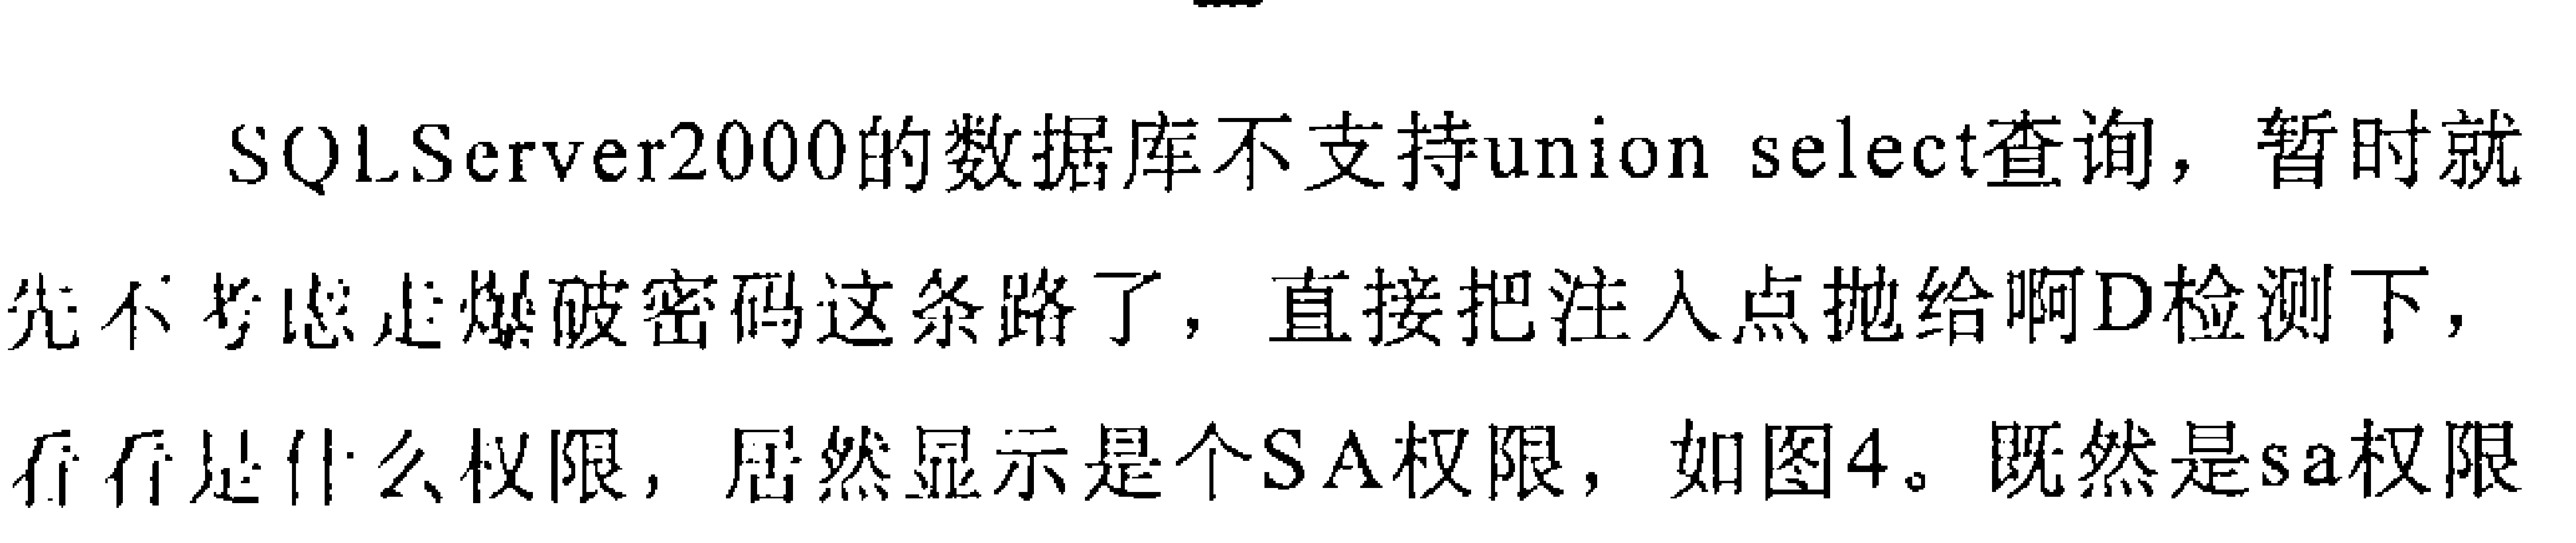 SQLServer2000的数据库不支持union select查询，暂时就
先不考虑走爆破密码这条路了，直接把注入点抛给啊D检测下，
看看是什么权限，居然显示是个SA权限，如图4。既然是sa权限